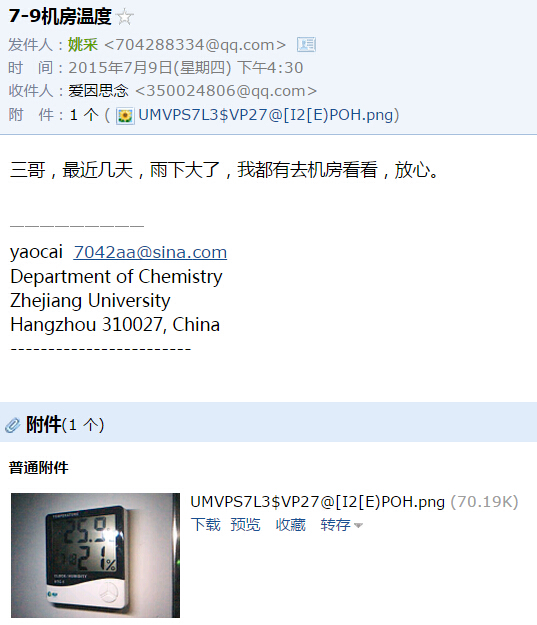 7-9机房温度
发件人：姚采 <704288334@qq.com>
时 间：2015年7月9日(星期四) 下午4:30
收件人：爱因思念 <350024806@qq.com>
附 件：1 个 ( UMVPS7L3$VP27@[I2[E)POH.png)
三哥，最近几天，雨下大了，我都有去机房看看，放心。
—————————
yaocai 7042aa@sina.com
Department of Chemistry
Zhejiang University
Hangzhou 310027, China
------------------------
附件(1 个)
普通附件
UMVPS7L3$VP27@[I2[E)POH.png (70.19K)
下载 预览 收藏 转存
25.9
21%